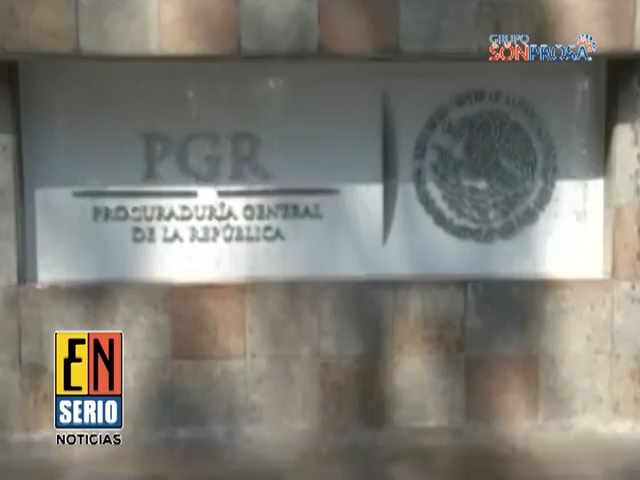 GRUPO
SONPROSA
PGR
PROCURADURÍA GENERAL
DE LA REPÚBLICA
EN
SERIO
NOTICIAS